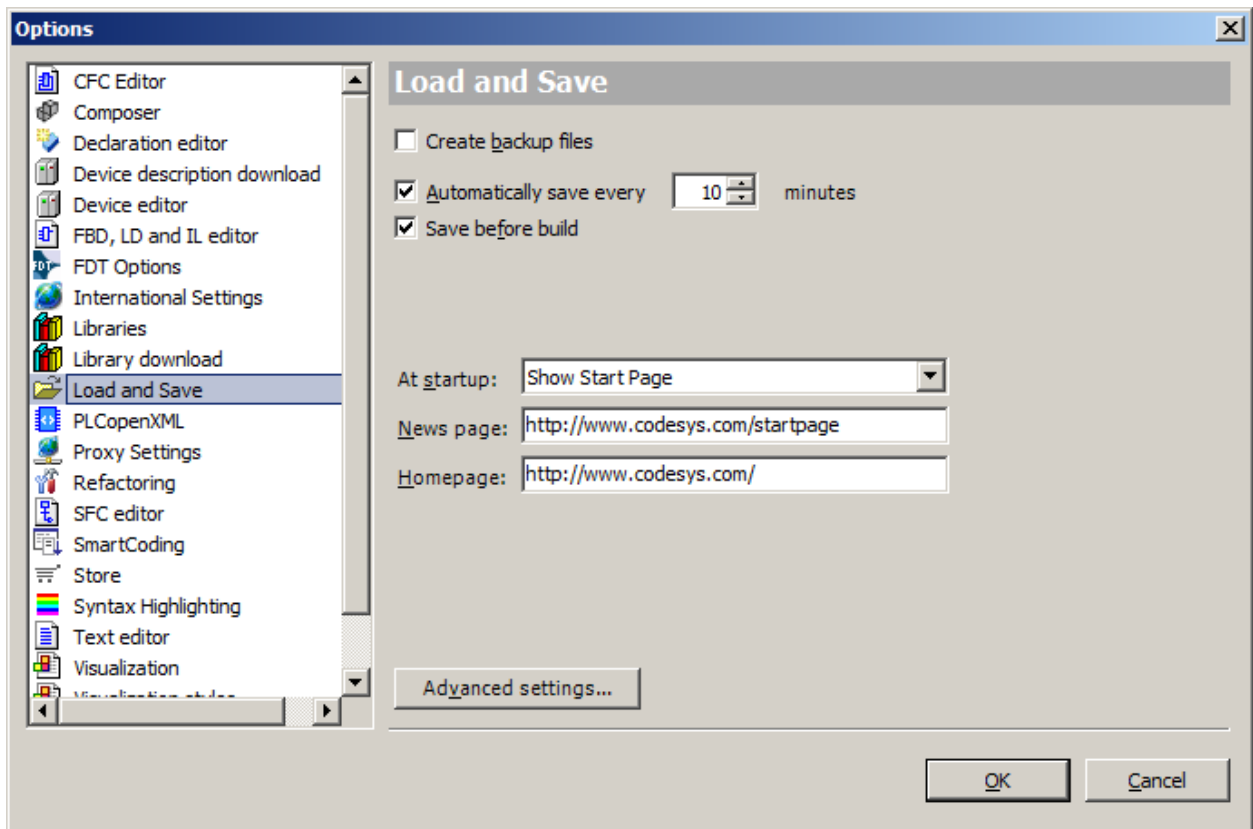 Options
CFC Editor
Composer
Declaration editor
Device description download
Device editor
FBD, LD and IL editor
FDT Options
International Settings
Libraries
Library download
Load and Save
PLCopenXML
Proxy Settings
Refactoring
SFC editor
SmartCoding
Store
Syntax Highlighting
Text editor
Visualization
Load and Save
Create backup files
Automatically save every 10 minutes
Save before build
At startup: Show Start Page
News page: http://www.codesys.com/startpage
Homepage: http://www.codesys.com/
Advanced settings...
OK Cancel